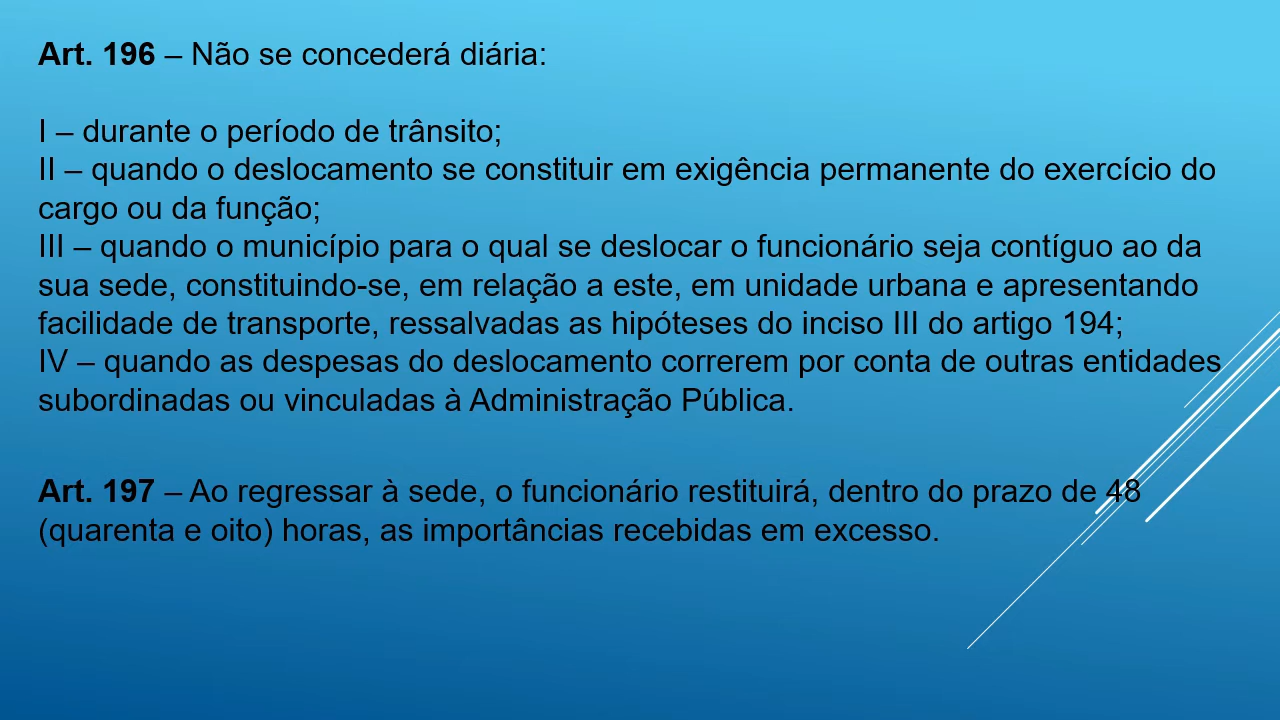 Art. 196 – Não se concederá diária:
I – durante o período de trânsito;
II – quando o deslocamento se constituir em exigência permanente do exercício do
cargo ou da função;
III – quando o município para o qual se deslocar o funcionário seja contíguo ao da
sua sede, constituindo-se, em relação a este, em unidade urbana e apresentando
facilidade de transporte, ressalvadas as hipóteses do inciso III do artigo 194;
IV – quando as despesas do deslocamento correrem por conta de outras entidades
subordinadas ou vinculadas à Administração Pública.
Art. 197 – Ao regressar à sede, o funcionário restituirá, dentro do prazo de 48
(quarenta e oito) horas, as importâncias recebidas em excesso.